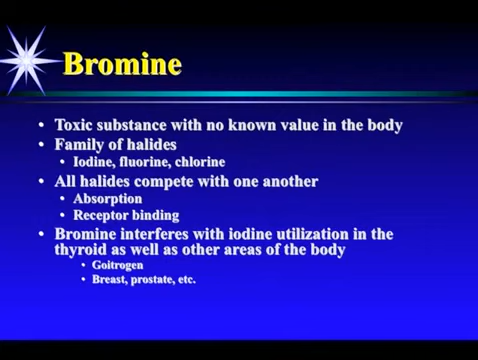 Bromine
• Toxic substance with no known value in the body
• Family of halides
• Iodine, fluorine, chlorine
• All halides compete with one another
• Absorption
• Receptor binding
• Bromine interferes with iodine utilization in the
thyroid as well as other areas of the body
• Goitrogen
• Breast, prostate, etc.